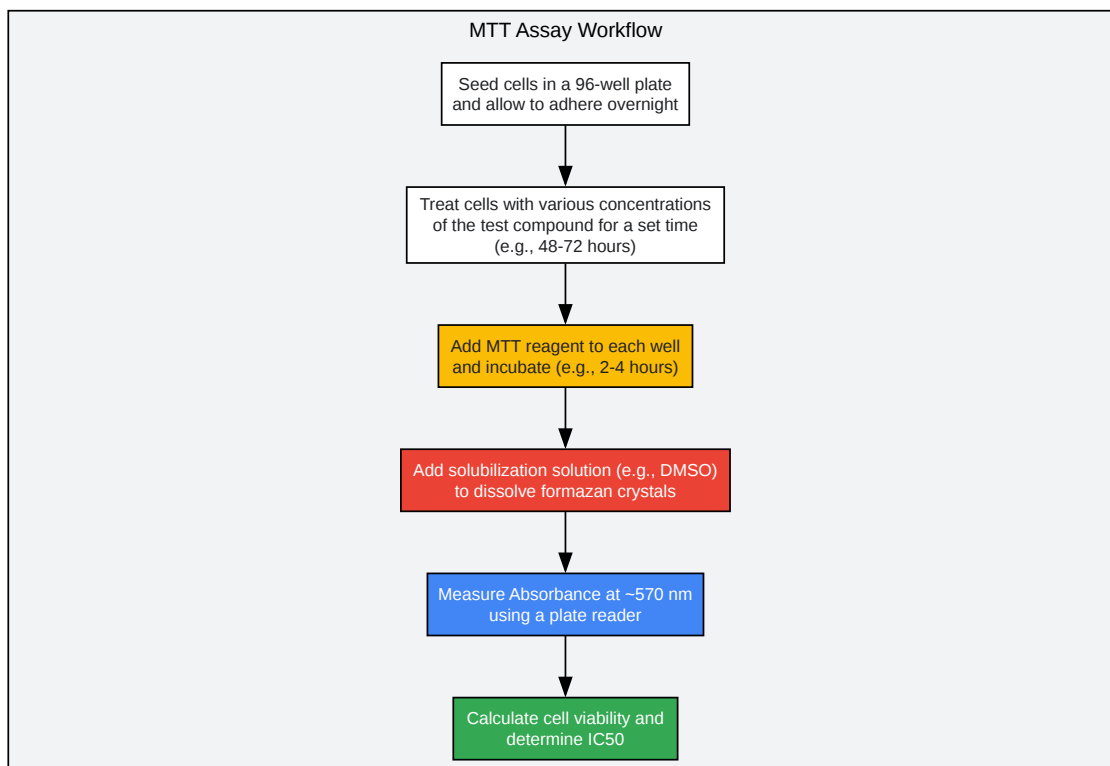 MTT Assay Workflow
Seed cells in a 96-well plate
and allow to adhere overnight
Treat cells with various concentrations
of the test compound for a set time
(e.g., 48-72 hours)
Add MTT reagent to each well
and incubate (e.g., 2-4 hours)
Add solubilization solution (e.g., DMSO)
to dissolve formazan crystals
Measure Absorbance at ~570 nm
using a plate reader
Calculate cell viability and
determine IC50